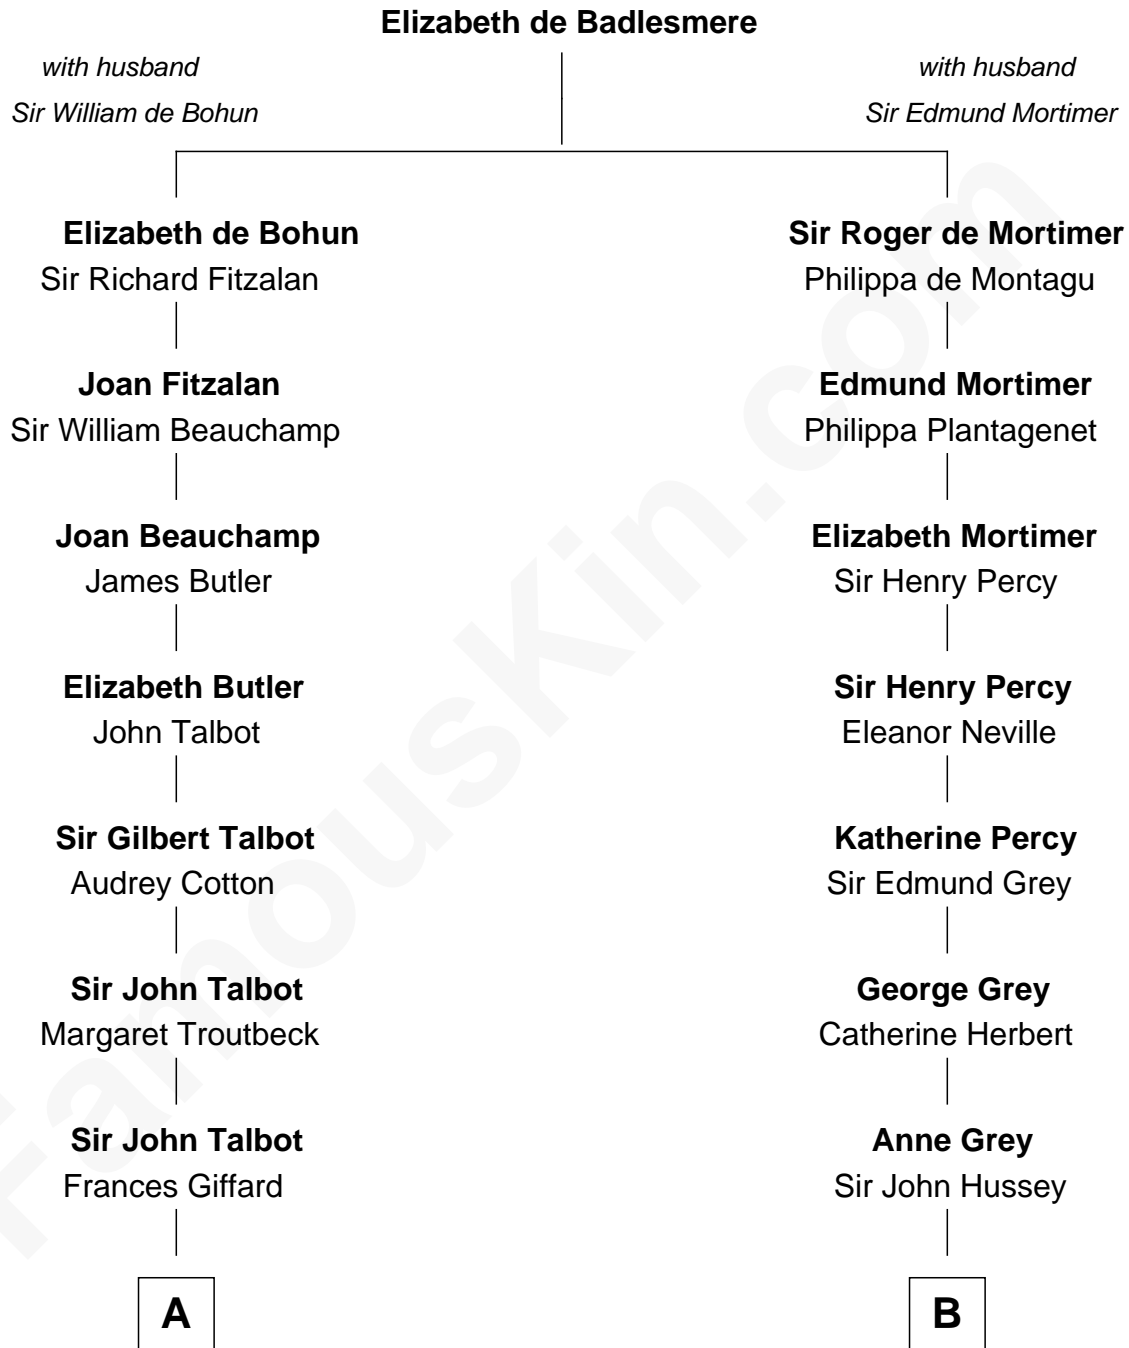 Elizabeth de Badlesmere
with husband
Sir William de Bohun
with husband
Sir Edmund Mortimer
Elizabeth de Bohun
Sir Richard Fitzalan
Sir Roger de Mortimer
Philippa de Montagu
Joan Fitzalan
Sir William Beauchamp
Edmund Mortimer
Philippa Plantagenet
Joan Beauchamp
James Butler
Elizabeth Mortimer
Sir Henry Percy
Elizabeth Butler
John Talbot
Sir Henry Percy
Eleanor Neville
Sir Gilbert Talbot
Audrey Cotton
Katherine Percy
Sir Edmund Grey
Sir John Talbot
Margaret Troutbeck
George Grey
Catherine Herbert
Sir John Talbot
Frances Giffard
Anne Grey
Sir John Hussey
A
B
FamousKin.com